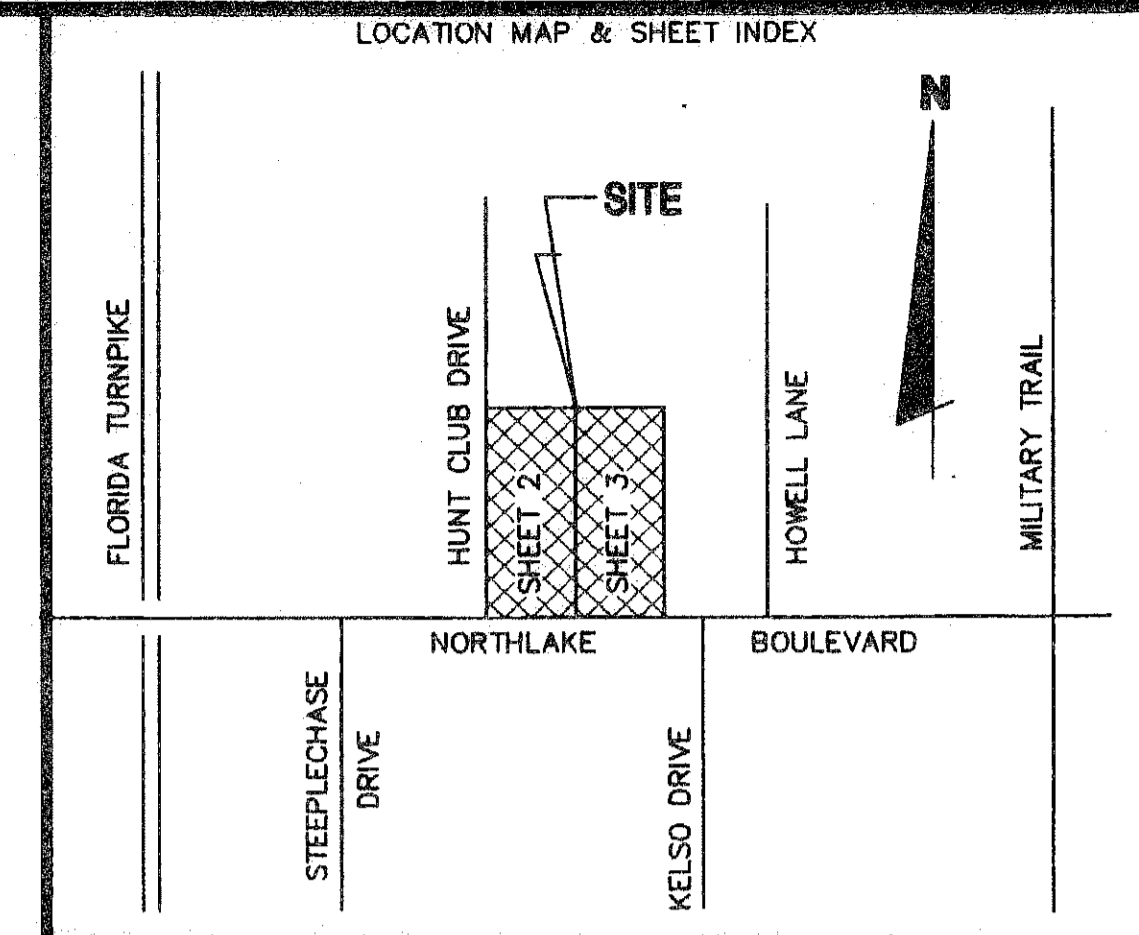 LOCATION MAP & SHEET INDEX
N
SITE
FLORIDA TURNPIKE
HUNT CLUB DRIVE
SHEET 2
SHEET 3
HOWELL LANE
MILITARY TRAIL
NORTHLAKE BOULEVARD
STEEPLECHASE
DRIVE
KELSO DRIVE